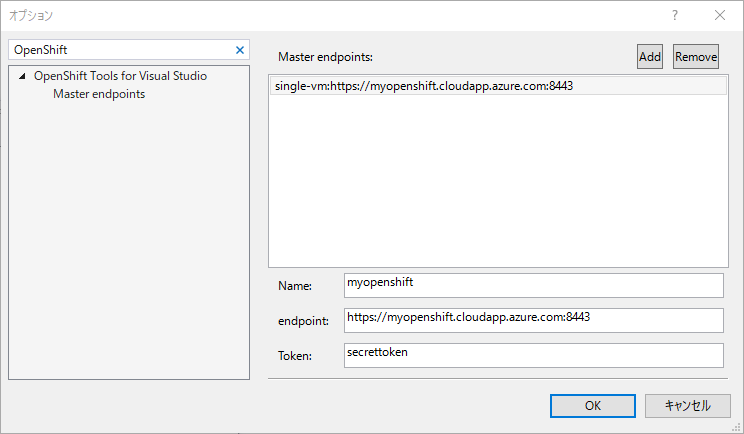 オプション
OpenShift
OpenShift Tools for Visual Studio
Master endpoints
Master endpoints:
Add
Remove
single-vm:https://myopenshift.cloudapp.azure.com:8443
Name:
myopenshift
endpoint:
https://myopenshift.cloudapp.azure.com:8443
Token:
secrettoken
OK
キャンセル